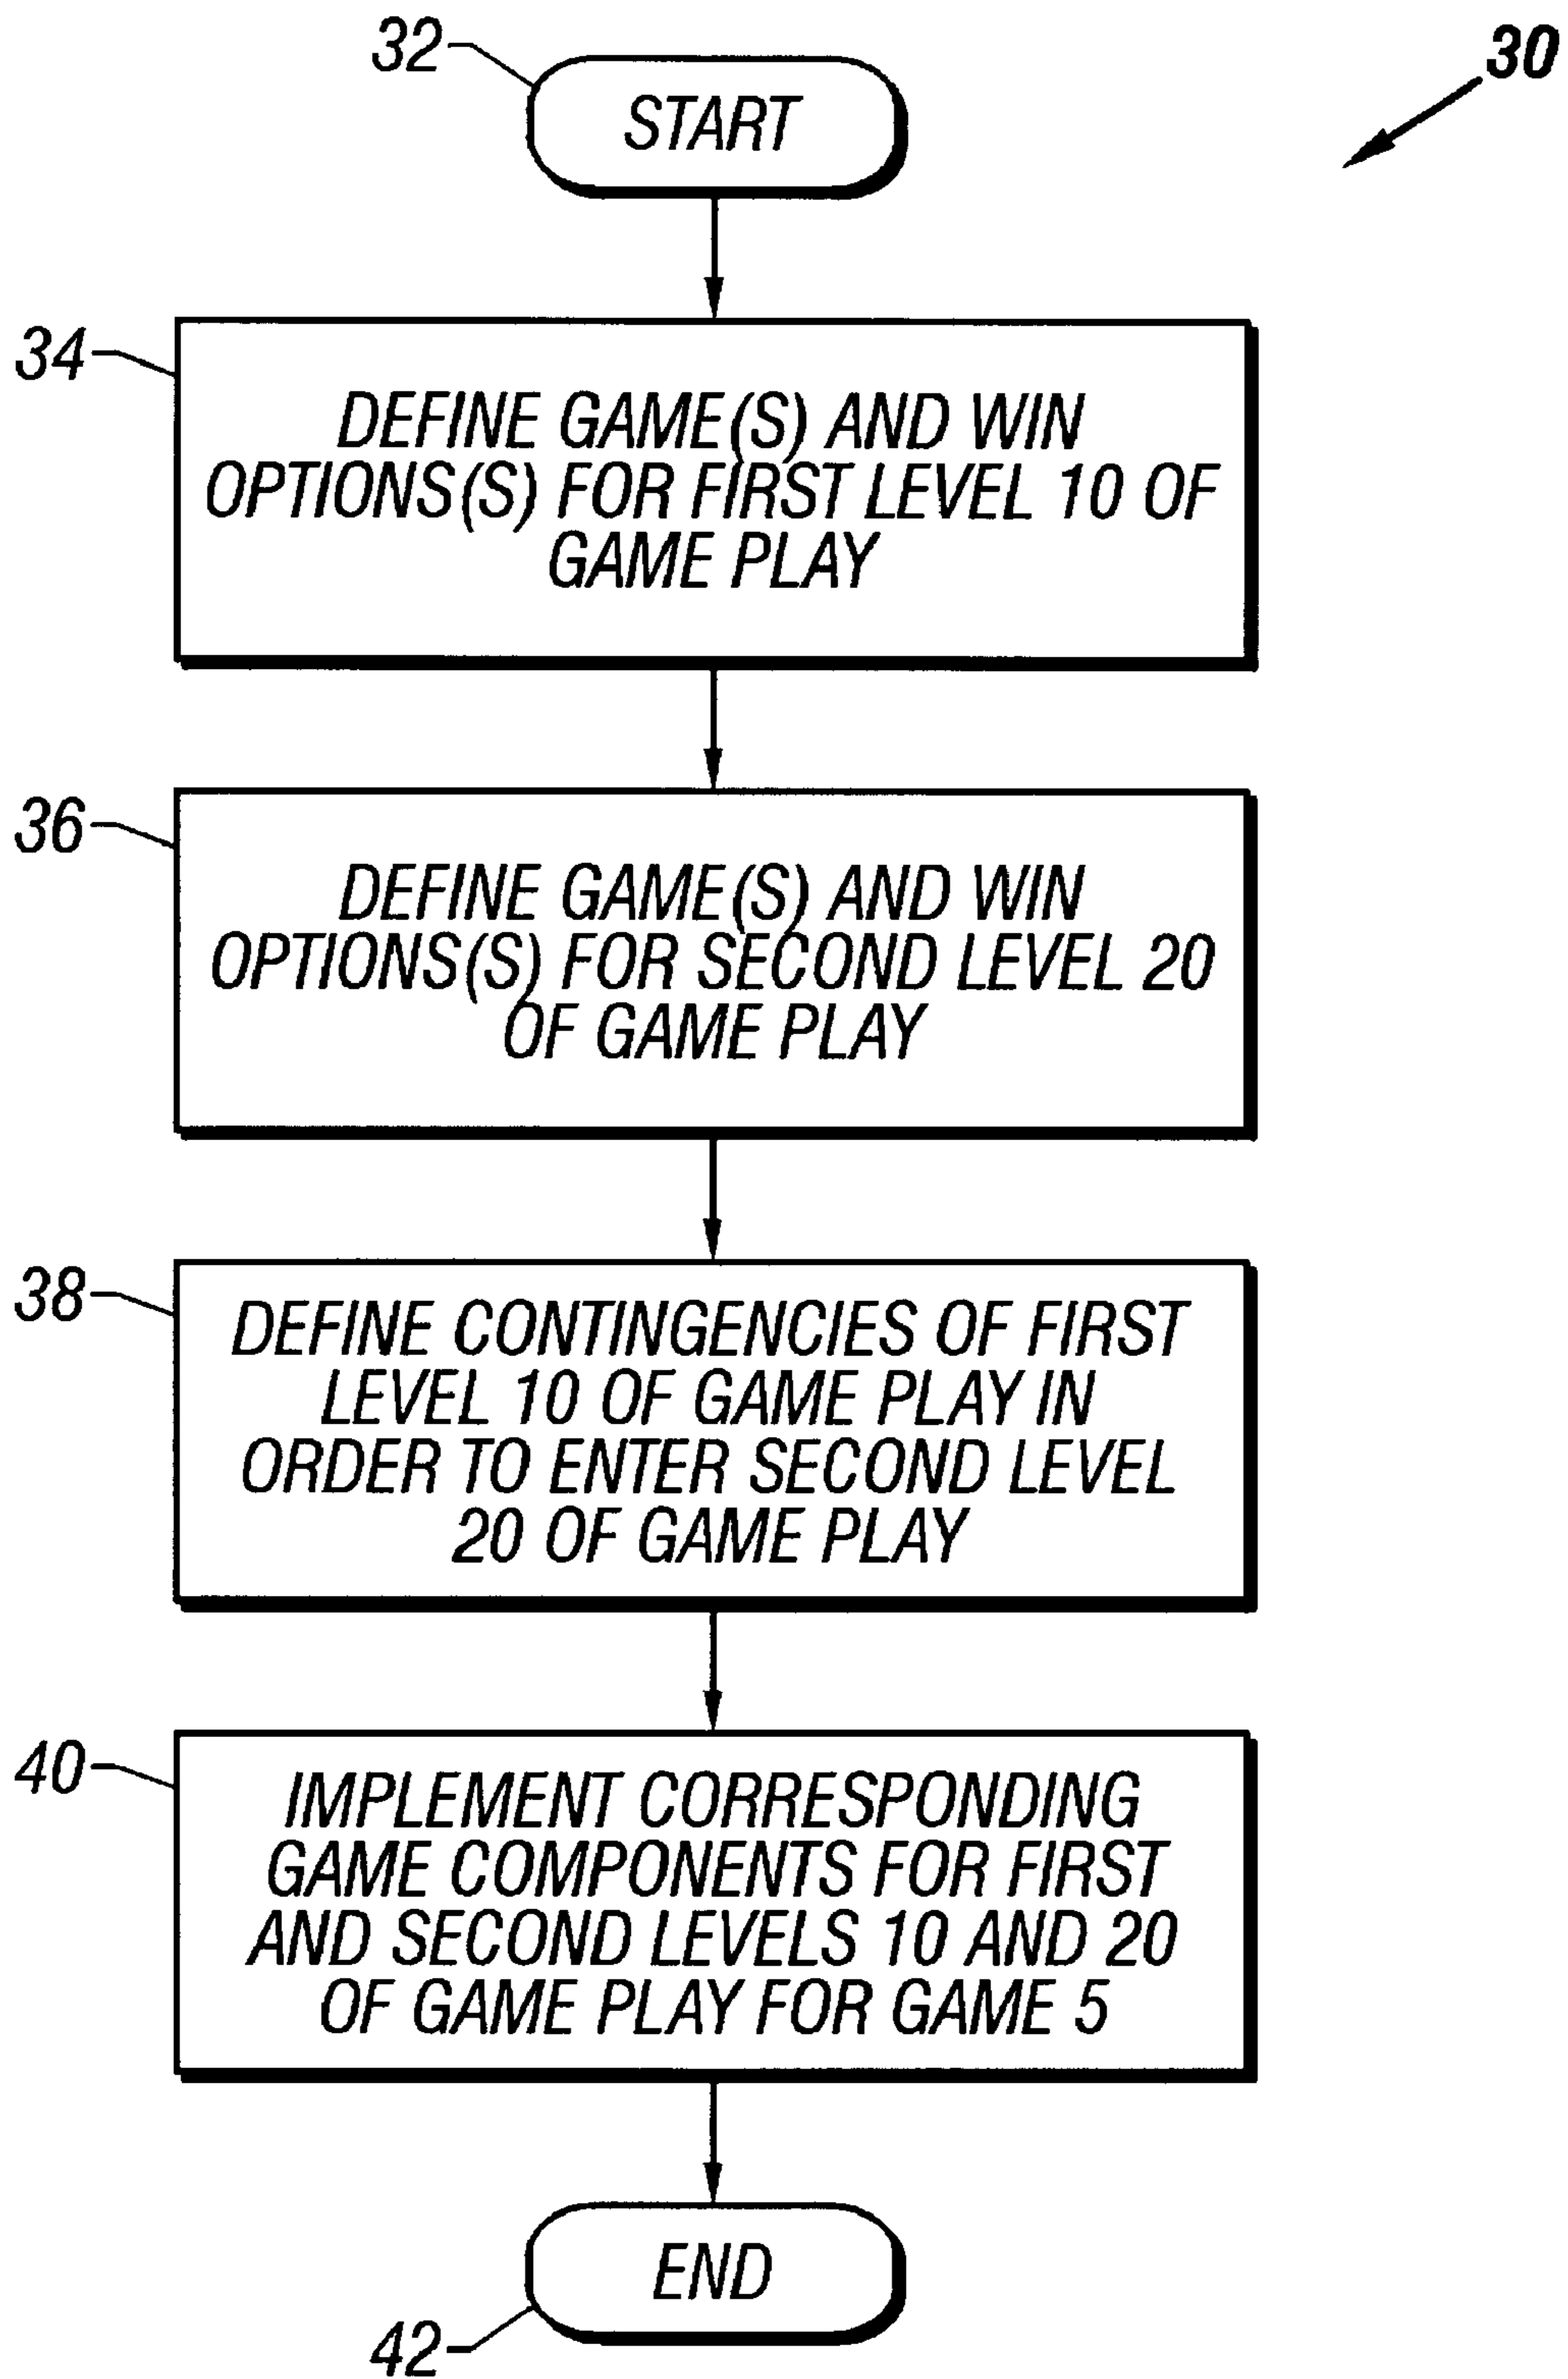 32
START
30
34
DEFINE GAME(S) AND WIN
OPTIONS(S) FOR FIRST LEVEL 10 OF
GAME PLAY
36
DEFINE GAME(S) AND WIN
OPTIONS(S) FOR SECOND LEVEL 20
OF GAME PLAY
38
DEFINE CONTINGENCIES OF FIRST
LEVEL 10 OF GAME PLAY IN
ORDER TO ENTER SECOND LEVEL
20 OF GAME PLAY
40
IMPLEMENT CORRESPONDING
GAME COMPONENTS FOR FIRST
AND SECOND LEVELS 10 AND 20
OF GAME PLAY FOR GAME 5
END
42